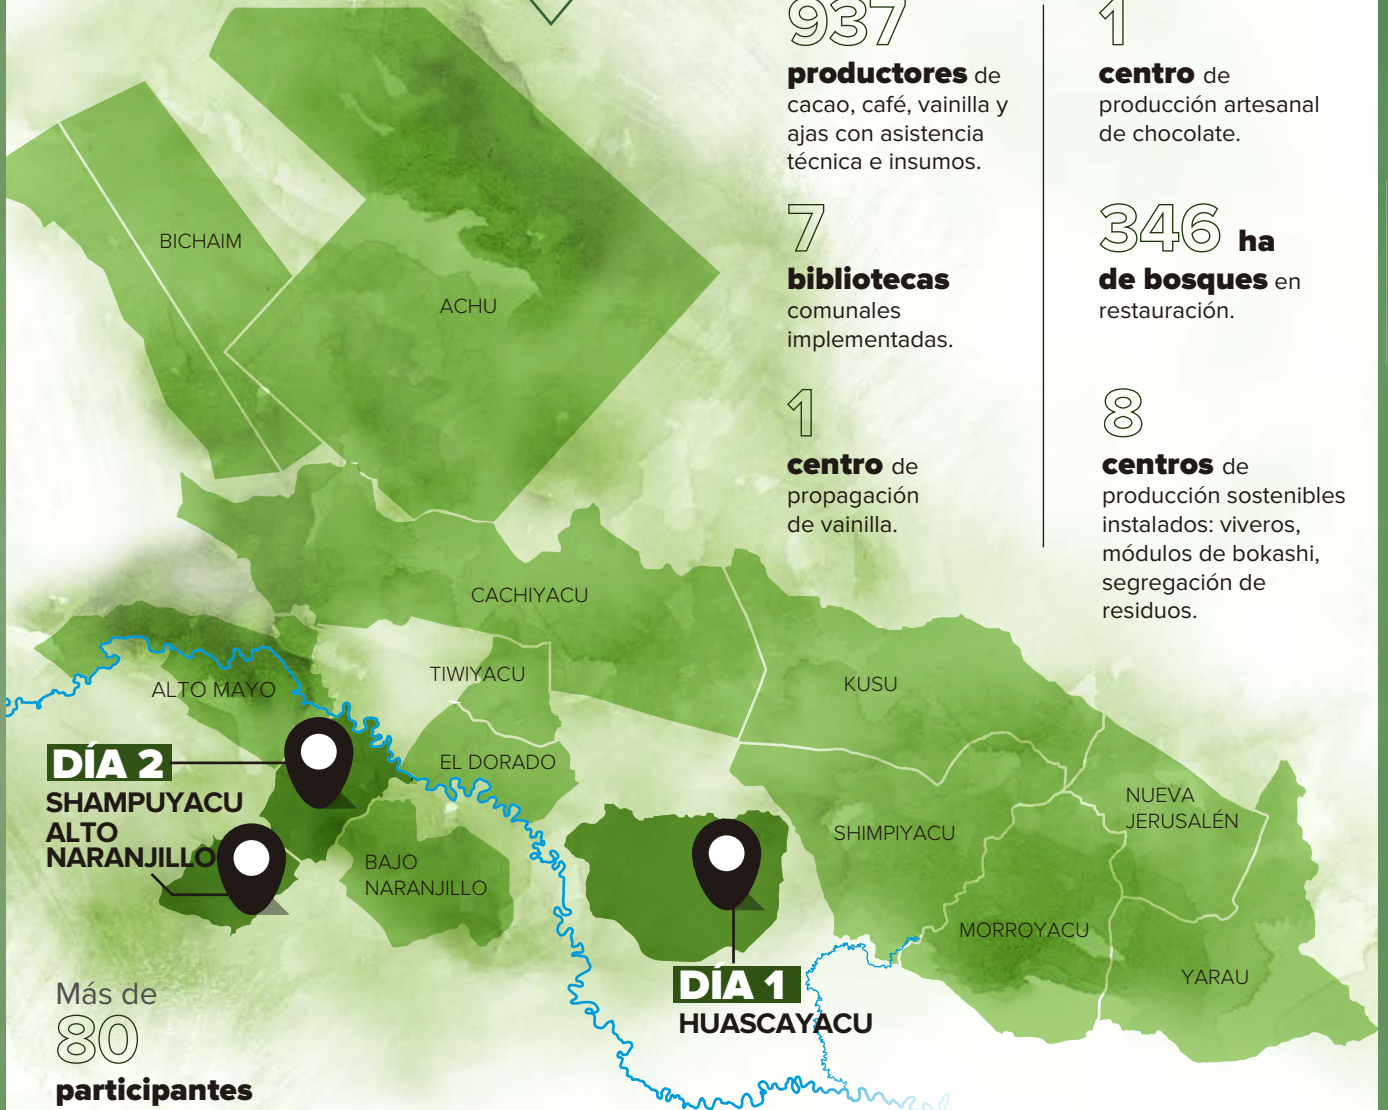 937
productores de
cacao, café, vainilla y
ajas con asistencia
técnica e insumos.
7
bibliotecas
comunales
implementadas.
1
centro de
propagación
de vainilla.
1
centro de
producción artesanal
de chocolate.
346 ha
de bosques en
restauración.
8
centros de
producción sostenibles
instalados: viveros,
módulos de bokashi,
segregación de
residuos.
BICHAIM
ACHU
CACHIYACU
TIWIYACU
KUSU
ALTO MAYO
EL DORADO
DÍA 2
SHAMPUYACU
ALTO
NARANJILLO
BAJO
NARANJILLO
SHIMPIYACU
NUEVA
JERUSALÉN
MORROYACU
YARAU
DÍA 1
HUASCAYACU
Más de
80
participantes